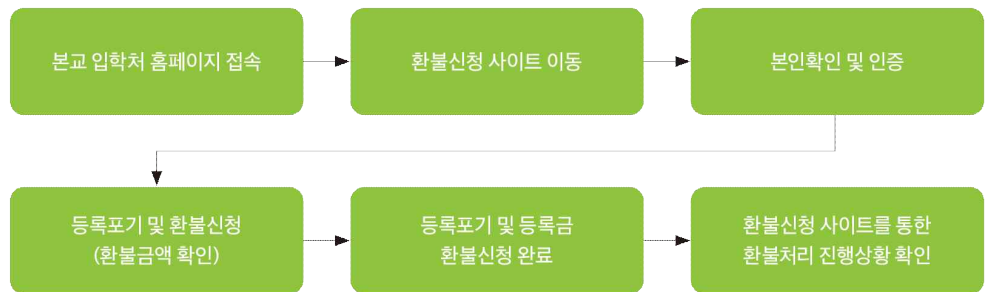 본교 입학처 홈페이지 접속
환불신청 사이트 이동
본인확인 및 인증
등록포기 및 환불신청
(환불금액 확인)
등록포기 및 등록금
환불신청 완료
환불신청 사이트를 통한
환불처리 진행상황 확인